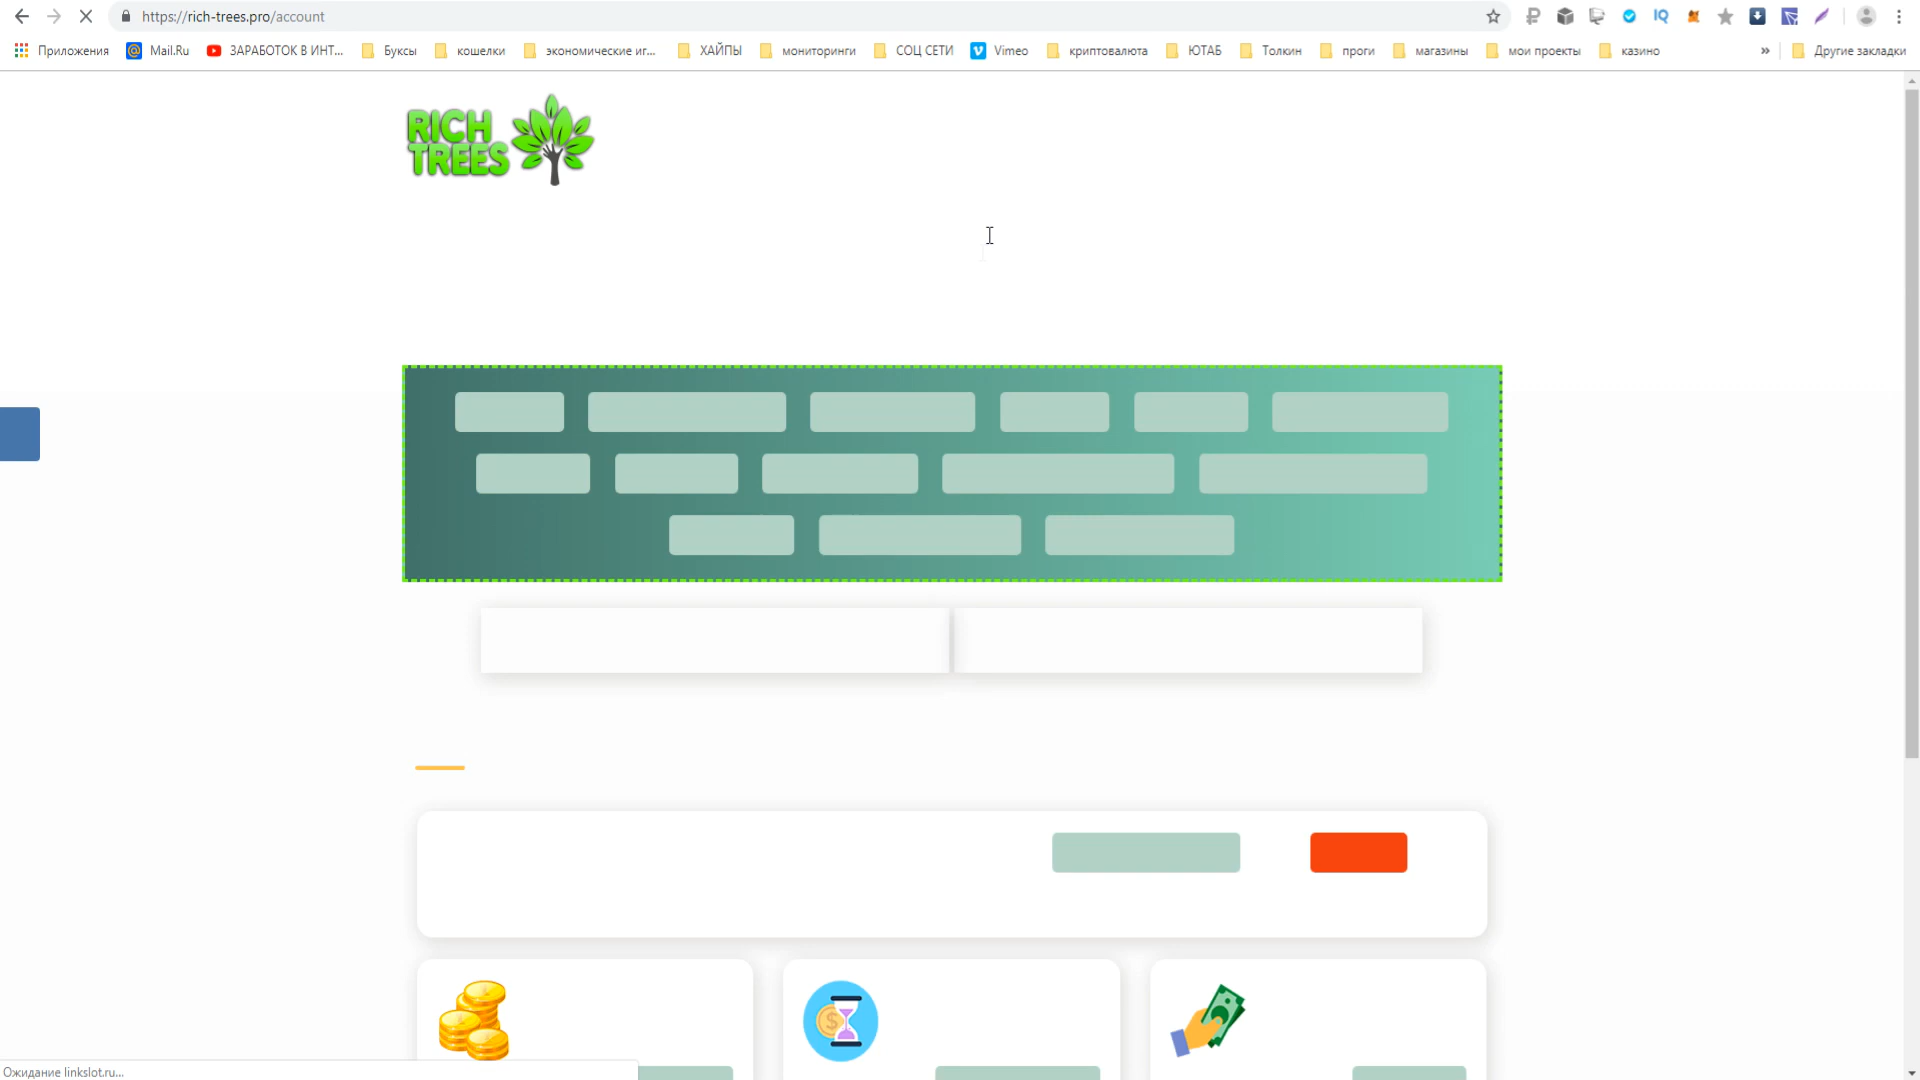 https://rich-trees.pro/account
Приложения Mail.Ru ЗАРАБОТОК В ИНТ... Буксы кошелки экономические иг... ХАЙПЫ мониторинги СОЦ СЕТИ Vimeo криптовалюта ЮТАБ Толкин проги магазины мои проекты казино » Другие закладки
RICH
TREES
Ожидание linkslot.ru...